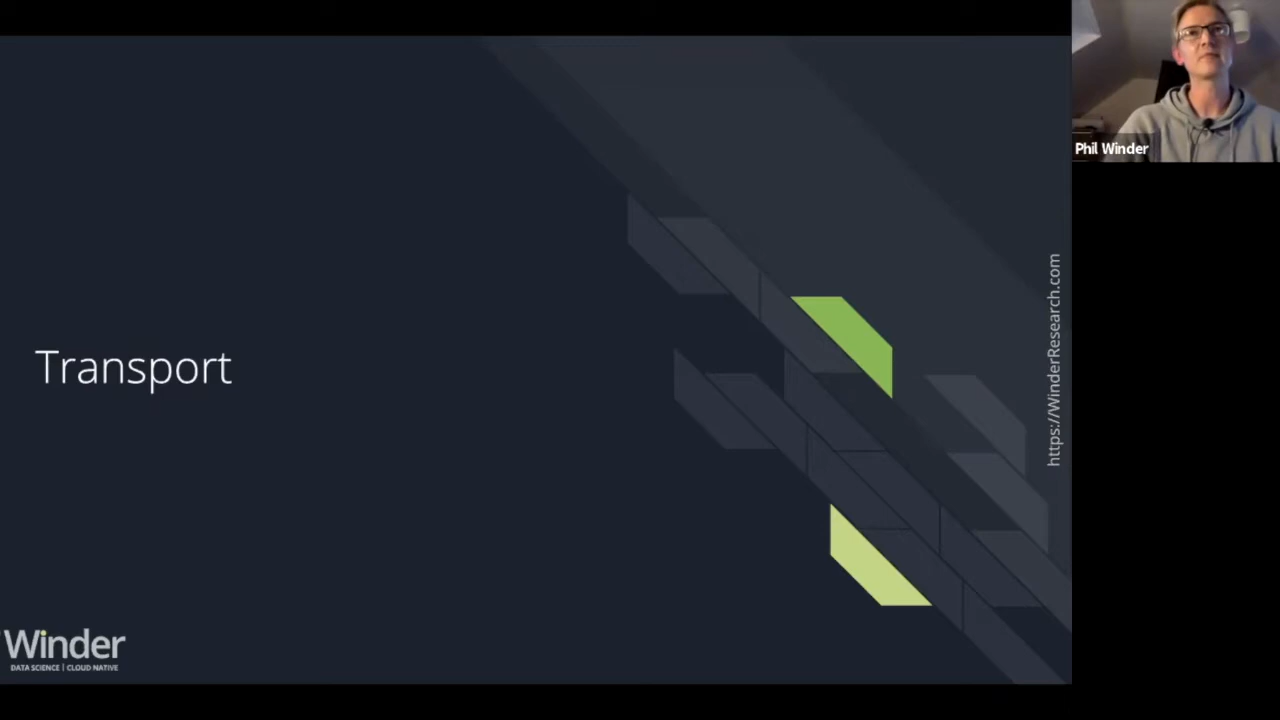 Transport
Winder
DATA SCIENCE | CLOUD NATIVE
https://WinderResearch.com
Phil Winder